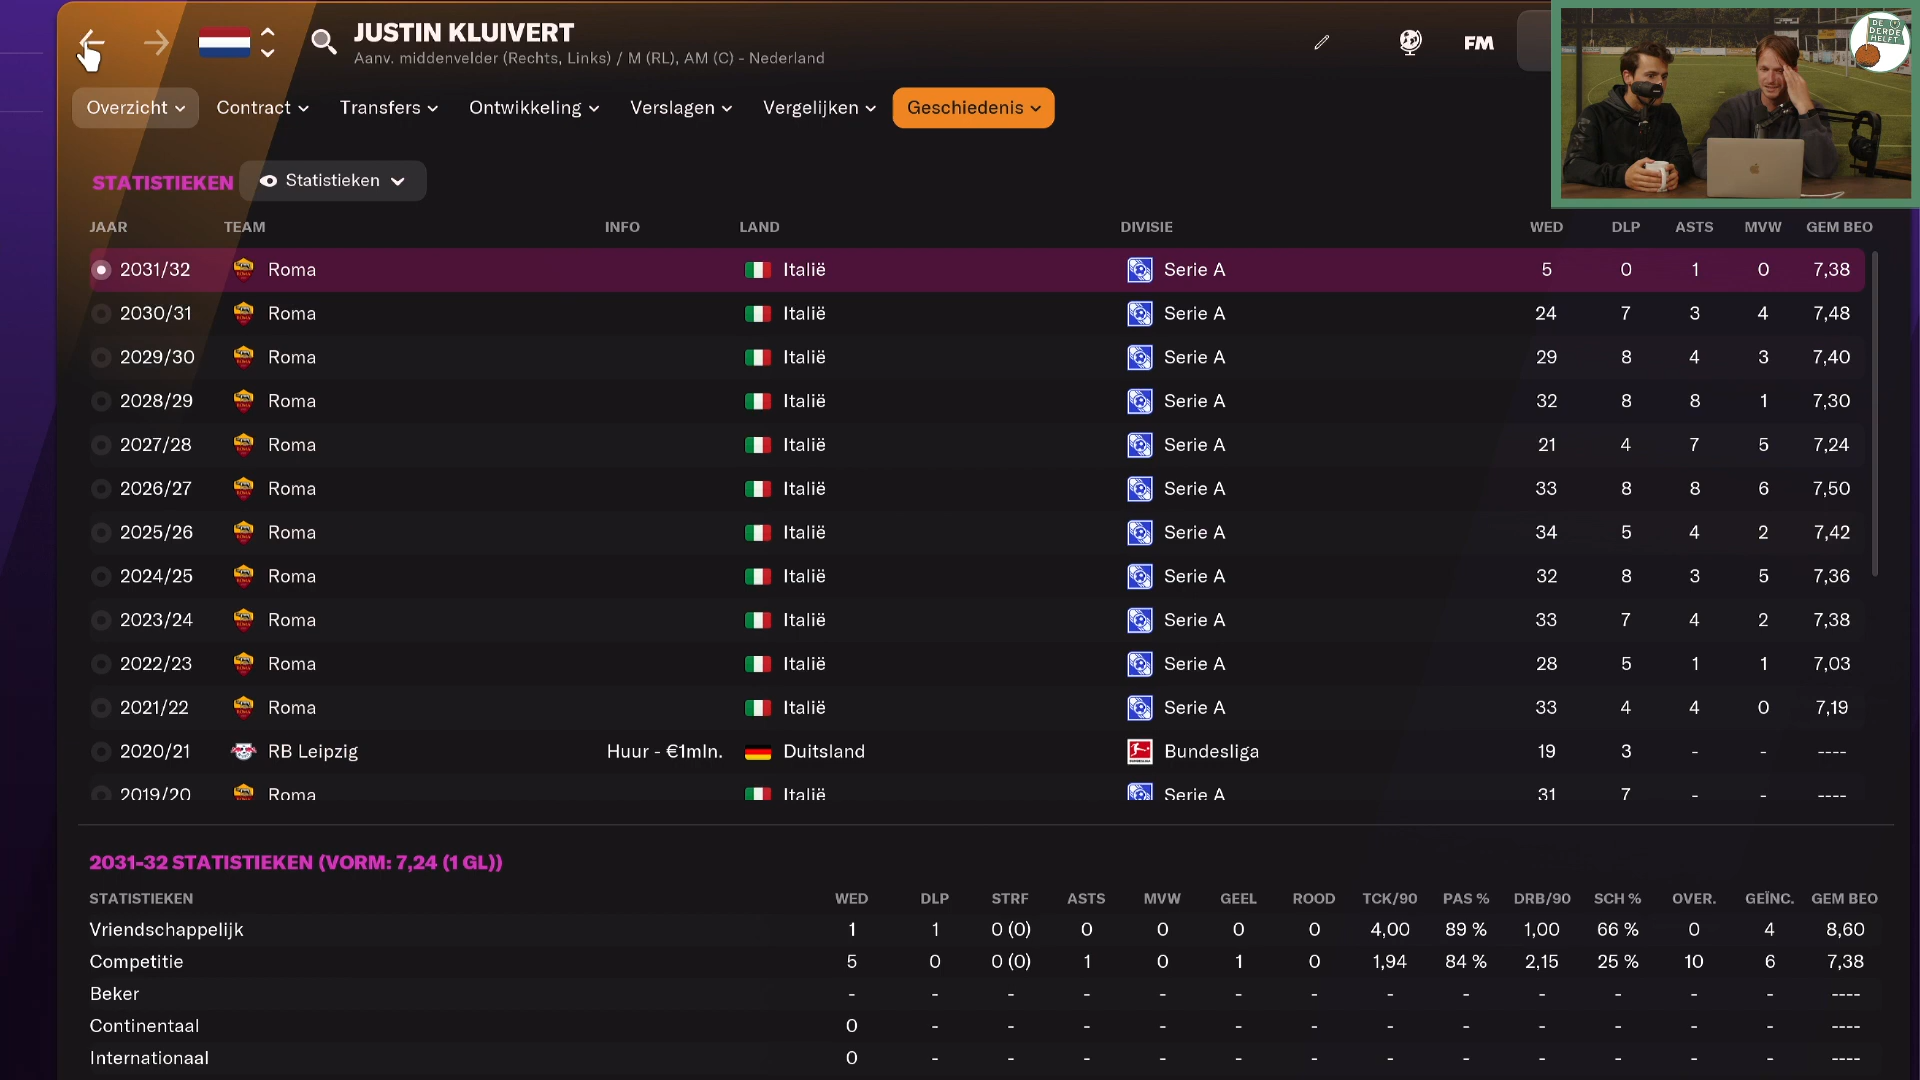 JUSTIN KLUIVERT
Aanv. middenvelder (Rechts, Links) / M (RL), AM (C) - Nederland
FM
DE DERDE HELFT
Overzicht Contract Transfers Ontwikkeling Verslagen Vergelijken Geschiedenis
STATISTIEKEN Statistieken
JAAR TEAM INFO LAND DIVISIE WED DLP ASTS MVW GEM BEO
2031/32 Roma Italië Serie A 5 0 1 0 7,38
2030/31 Roma Italië Serie A 24 7 3 4 7,48
2029/30 Roma Italië Serie A 29 8 4 3 7,40
2028/29 Roma Italië Serie A 32 8 8 1 7,30
2027/28 Roma Italië Serie A 21 4 7 5 7,24
2026/27 Roma Italië Serie A 33 8 8 6 7,50
2025/26 Roma Italië Serie A 34 5 4 2 7,42
2024/25 Roma Italië Serie A 32 8 3 5 7,36
2023/24 Roma Italië Serie A 33 7 4 2 7,38
2022/23 Roma Italië Serie A 28 5 1 1 7,03
2021/22 Roma Italië Serie A 33 4 4 0 7,19
2020/21 RB Leipzig Huur - €1mln. Duitsland Bundesliga 19 3 - - ----
2019/20 Roma Italië Serie A 31 7 - - ----
2031-32 STATISTIEKEN (VORM: 7,24 (1 GL))
STATISTIEKEN WED DLP STRF ASTS MVW GEEL ROOD TCK/90 PAS % DRB/90 SCH % OVER. GEÏNC. GEM BEO
Vriendschappelijk 1 1 0 (0) 0 0 0 0 4,00 89 % 1,00 66 % 0 4 8,60
Competitie 5 0 0 (0) 1 0 1 0 1,94 84 % 2,15 25 % 10 6 7,38
Beker - - - - - - - - - - - - - ----
Continentaal 0 - - - - - - - - - - - - ----
Internationaal 0 - - - - - - - - - - - - ----